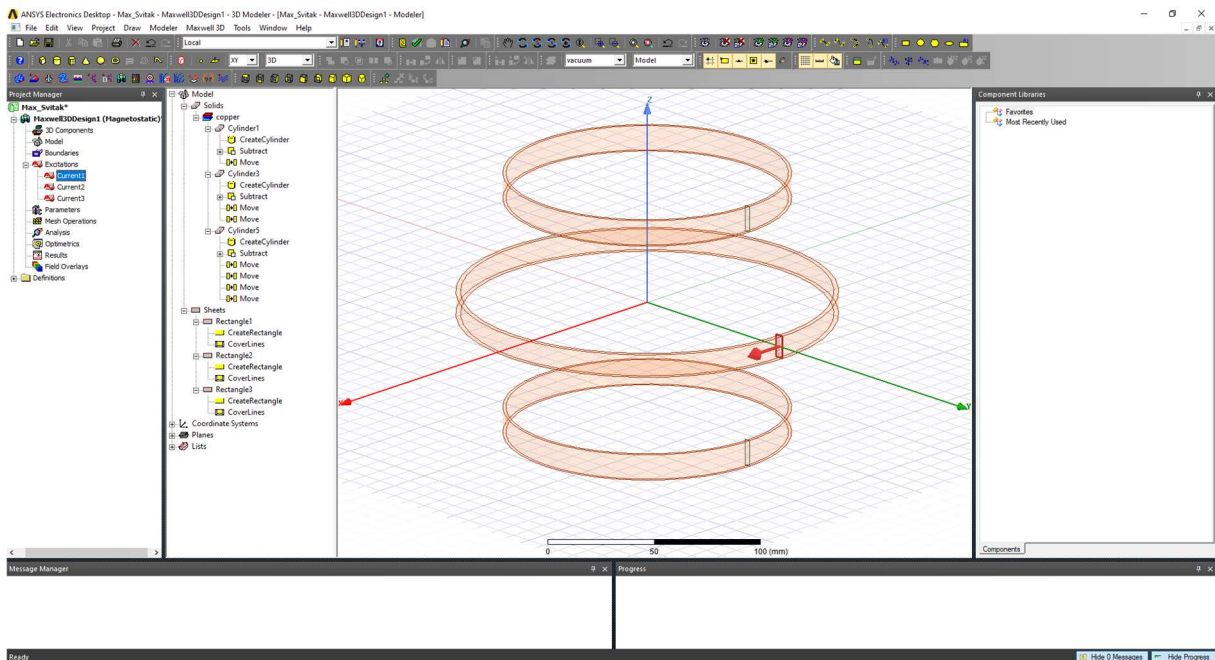 ANSYS Electronics Desktop - Max_Svitak - Maxwell3DDesign1 - 3D Modeler - [Max_Svitak - Maxwell3DDesign1 - Modeler]
File Edit View Project Draw Modeler Maxwell 3D Tools Window Help
Local
XY 3D vacuum Model
Project Manager
Max_Svitak*
Maxwell3DDesign1 (Magnetostatic)*
3D Components
Model
Boundaries
Excitations
Current1
Current2
Current3
Parameters
Mesh Operations
Analysis
Optimetrics
Results
Field Overlays
Definitions
Model
Solids
copper
Cylinder1
CreateCylinder
Subtract
Move
Cylinder3
CreateCylinder
Subtract
Move
Move
Cylinder5
CreateCylinder
Subtract
Move
Move
Move
Move
Sheets
Rectangle1
CreateRectangle
CoverLines
Rectangle2
CreateRectangle
CoverLines
Rectangle3
CreateRectangle
CoverLines
Coordinate Systems
Planes
Lists
Z
X
Y
0 50 100 (mm)
Component Libraries
Favorites
Most Recently Used
Components
Message Manager
Progress
Ready
Hide 0 Messages Hide Progress